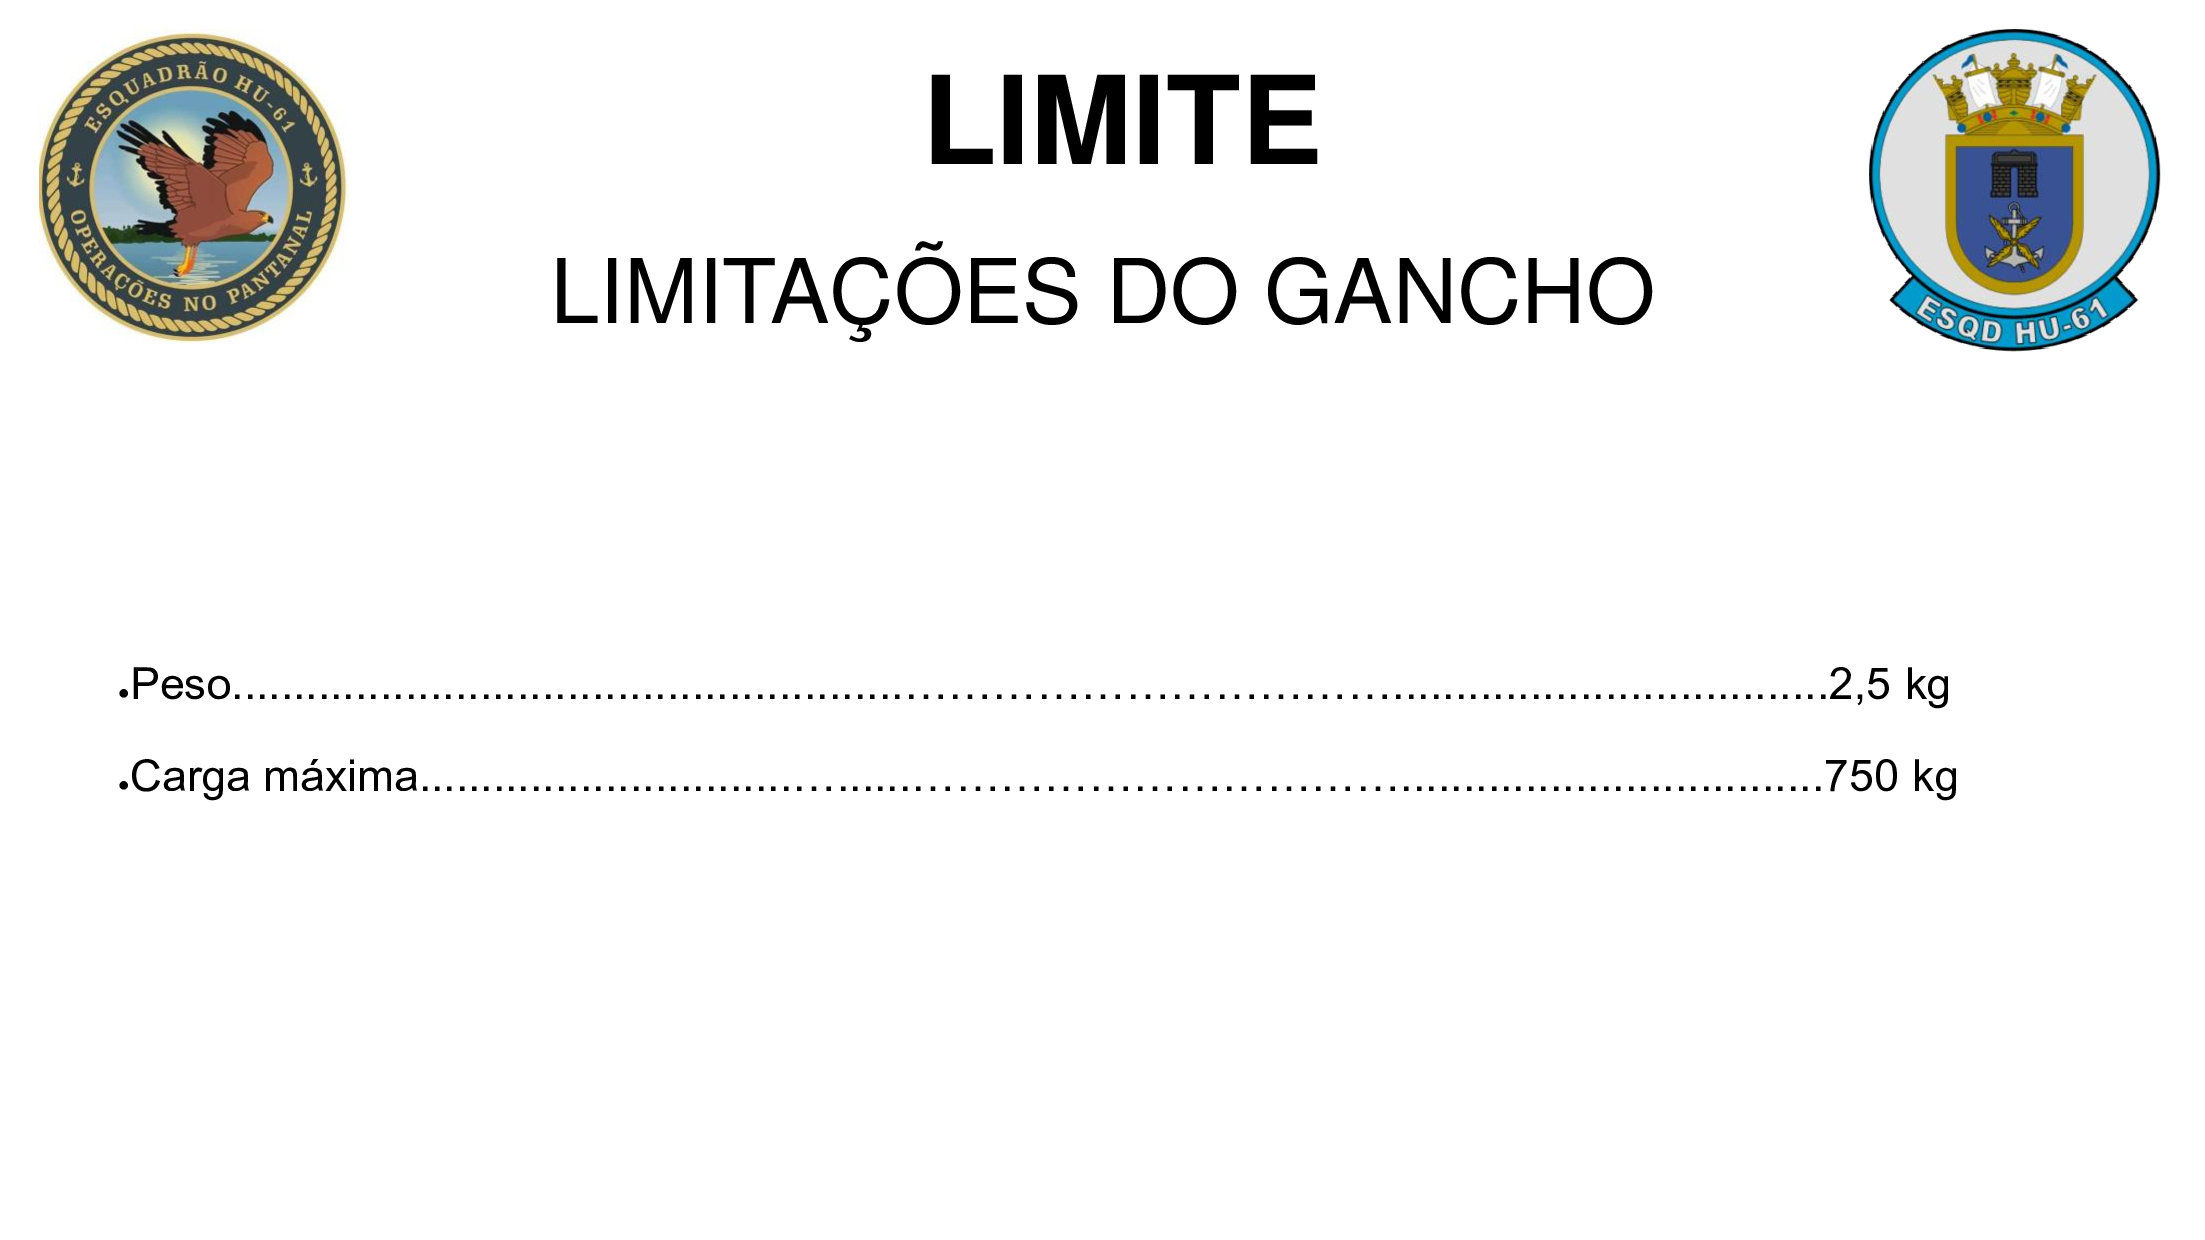 ESQUADRÃO HU-61
OPERAÇÕES NO PANTANAL
LIMITE
LIMITAÇÕES DO GANCHO
ESQD HU-61
•Peso......................................................………………………………...................................2,5 kg
•Carga máxima...............................…......………………………………..................................750 kg